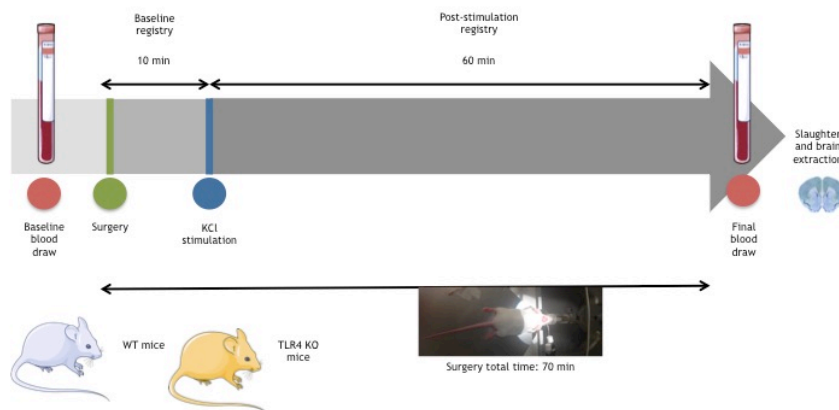 Baseline
registry
10 min
Post-stimulation
registry
60 min
Slaughter
and brain
extraction
Baseline
blood
draw
Surgery
KCl
stimulation
Final
blood
draw
WT mice
TLR4 KO
mice
Surgery total time: 70 min